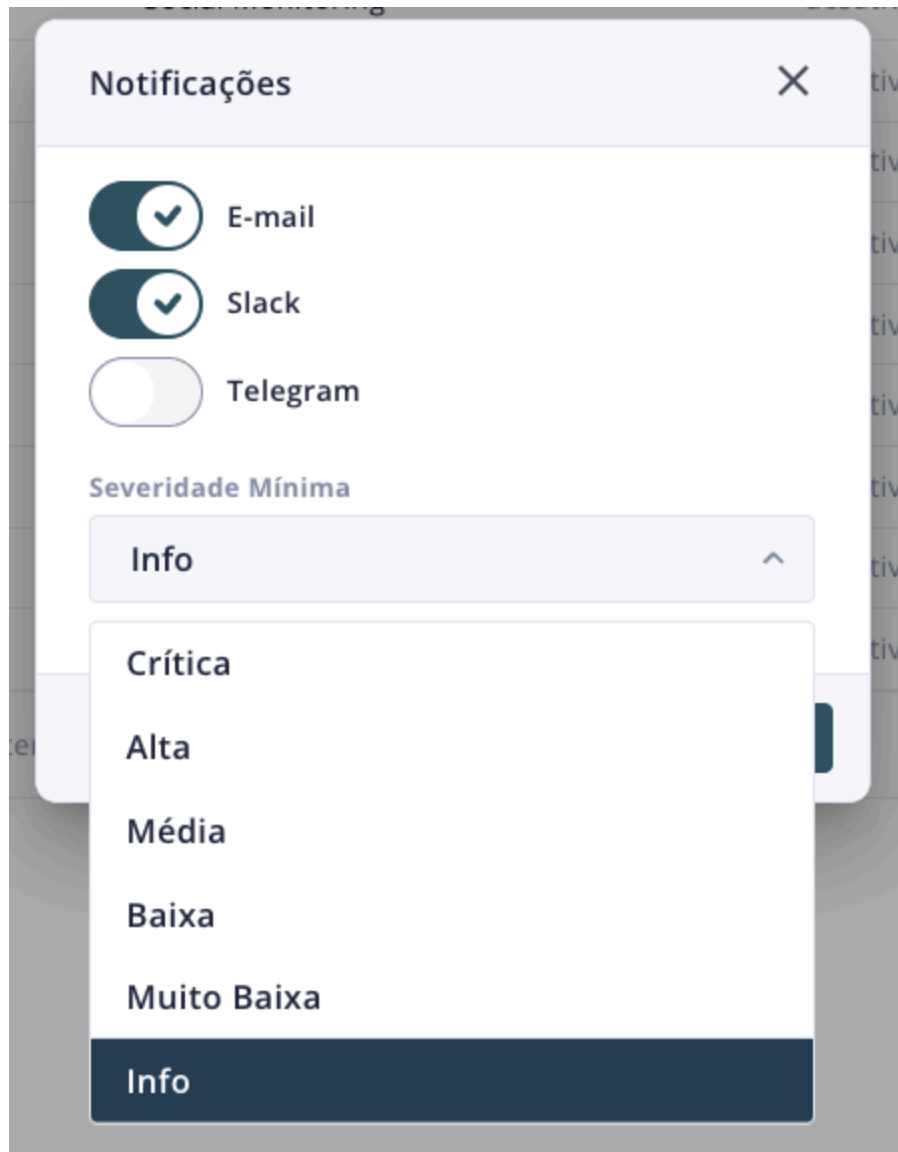 Notificações
E-mail
Slack
Telegram
Severidade Mínima
Info
Crítica
Alta
Média
Baixa
Muito Baixa
Info